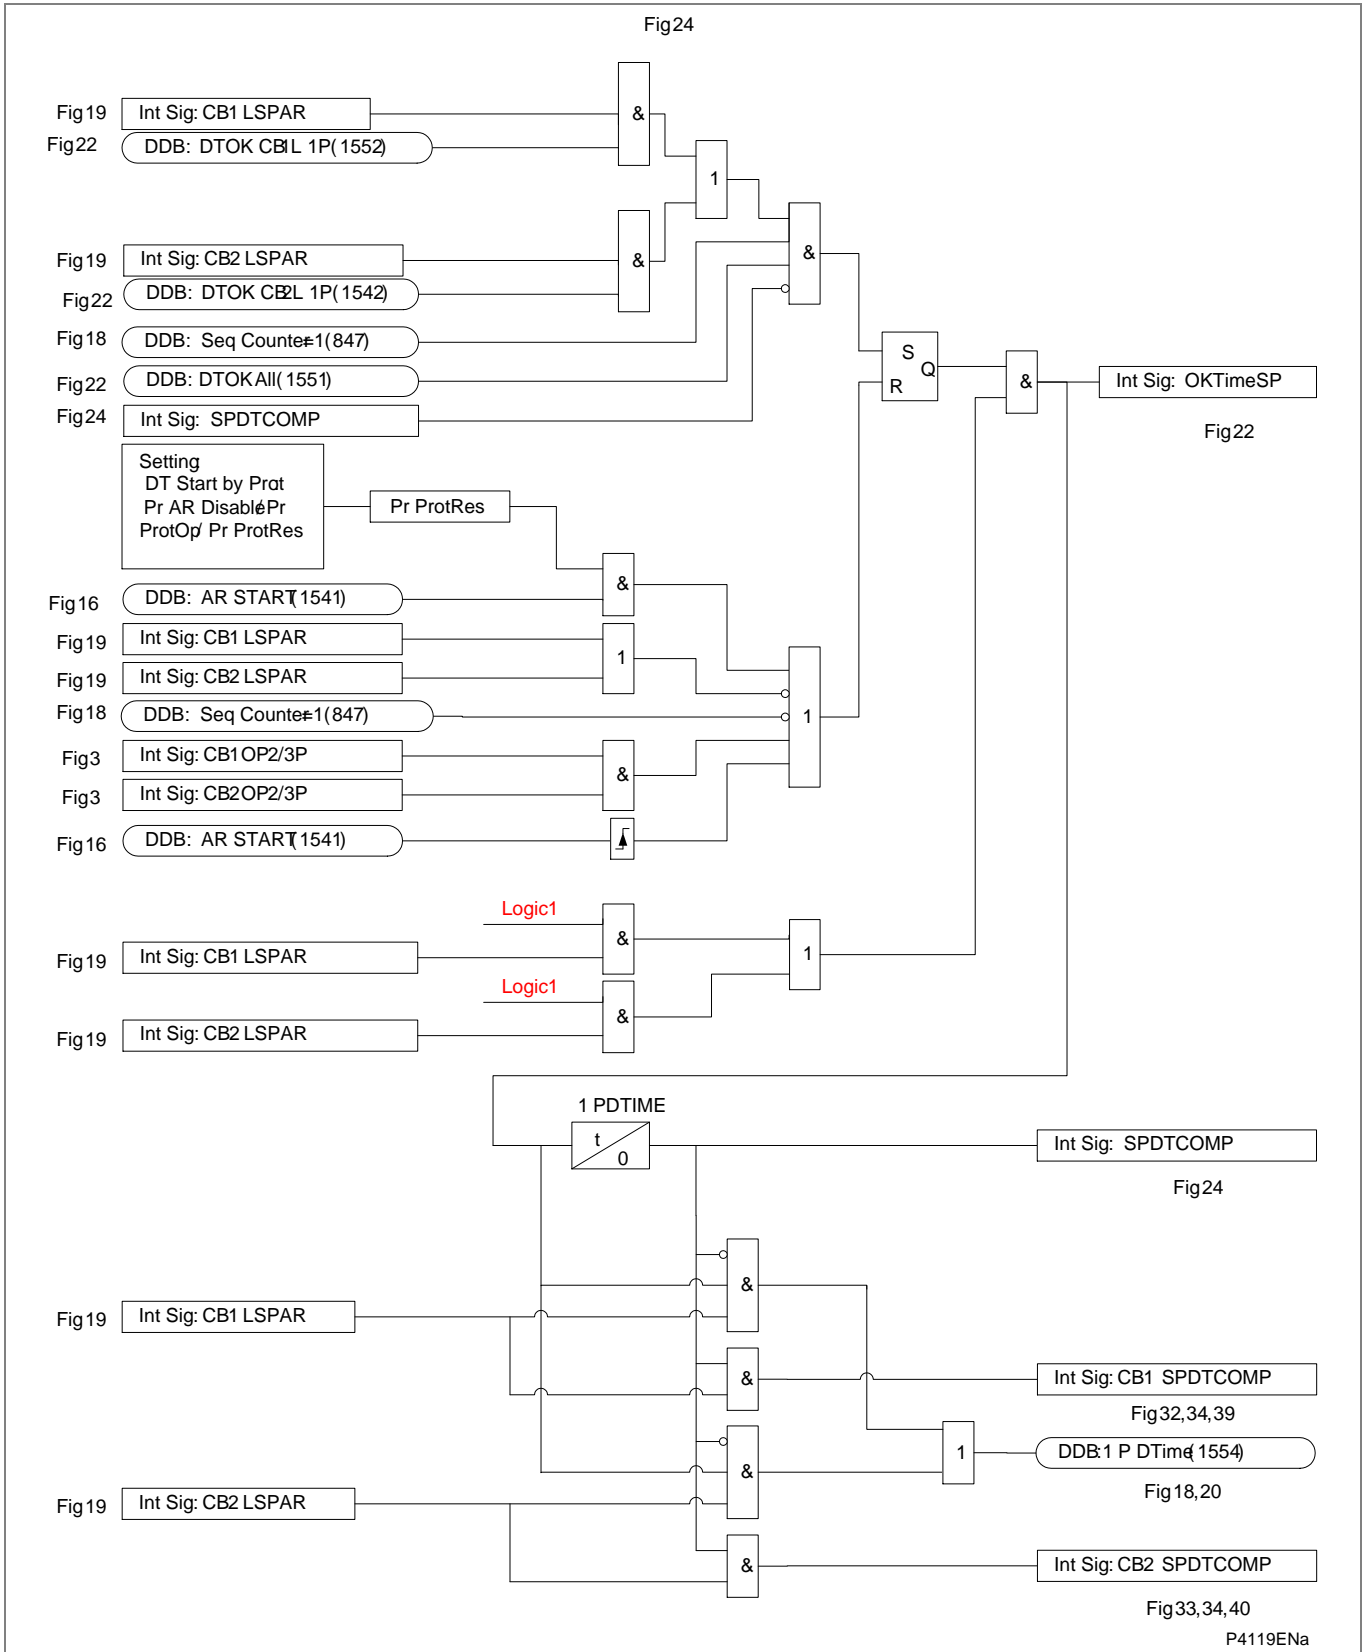 Fig24
Fig19 Int Sig: CB1 LSPAR
&
Fig22 DDB: DTOK CB1L 1P(1552)
1
Fig19 Int Sig: CB2 LSPAR
&
&
Fig22 DDB: DTOK CB2L 1P(1542)
Fig18 DDB: Seq Counter=1(847)
S
Q
R
Fig22 DDB: DTOKAll(1551)
&
Int Sig: OKTimeSP
Fig24 Int Sig: SPDTCOMP
Fig22
Setting
DT Start by Prot
Pr AR Disable/Pr
ProtOp/ Pr ProtRes
Pr ProtRes
&
Fig16 DDB: AR START(1541)
Fig19 Int Sig: CB1 LSPAR
1
Fig19 Int Sig: CB2 LSPAR
Fig18 DDB: Seq Counter=1(847)
1
Fig3 Int Sig: CB1OP2/3P
&
Fig3 Int Sig: CB2OP2/3P
Fig16 DDB: AR START(1541)
Logic1
&
Fig19 Int Sig: CB1 LSPAR
1
Logic1
&
Fig19 Int Sig: CB2 LSPAR
1 PDTIME
t
0
Int Sig: SPDTCOMP
Fig24
&
Fig19 Int Sig: CB1 LSPAR
&
Int Sig: CB1 SPDTCOMP
Fig32,34,39
1
DDB:1 P DTime(1554)
&
Fig18,20
Fig19 Int Sig: CB2 LSPAR
&
Int Sig: CB2 SPDTCOMP
Fig33,34,40
P4119ENa